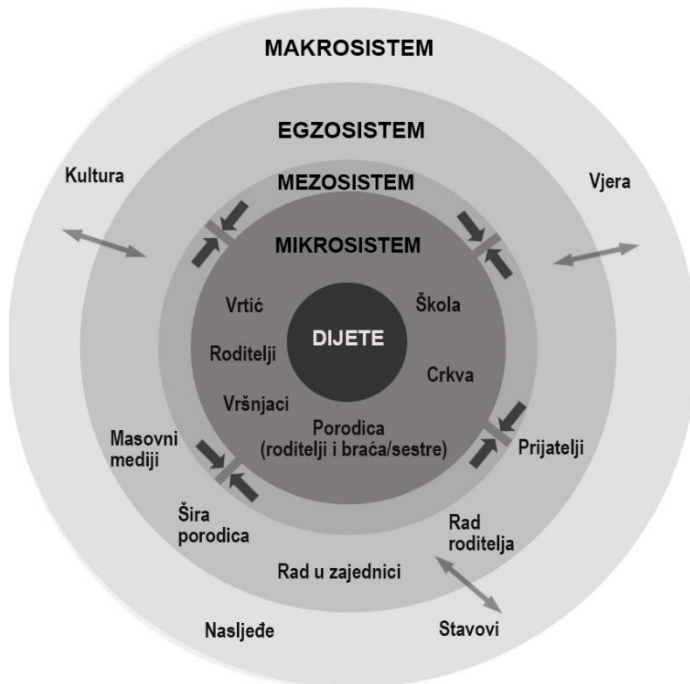 MAKROSISTEM
EGZOSISTEM
Kultura
MEZOSISTEM
Vjera
MIKROSISTEM
Vrtić
Škola
DIJETE
Roditelji
Crkva
Vršnjaci
Porodica
(roditelji i braća/sestre)
Masovni
mediji
Prijatelji
Šira
porodica
Rad
roditelja
Rad u zajednici
Nasljeđe
Stavovi